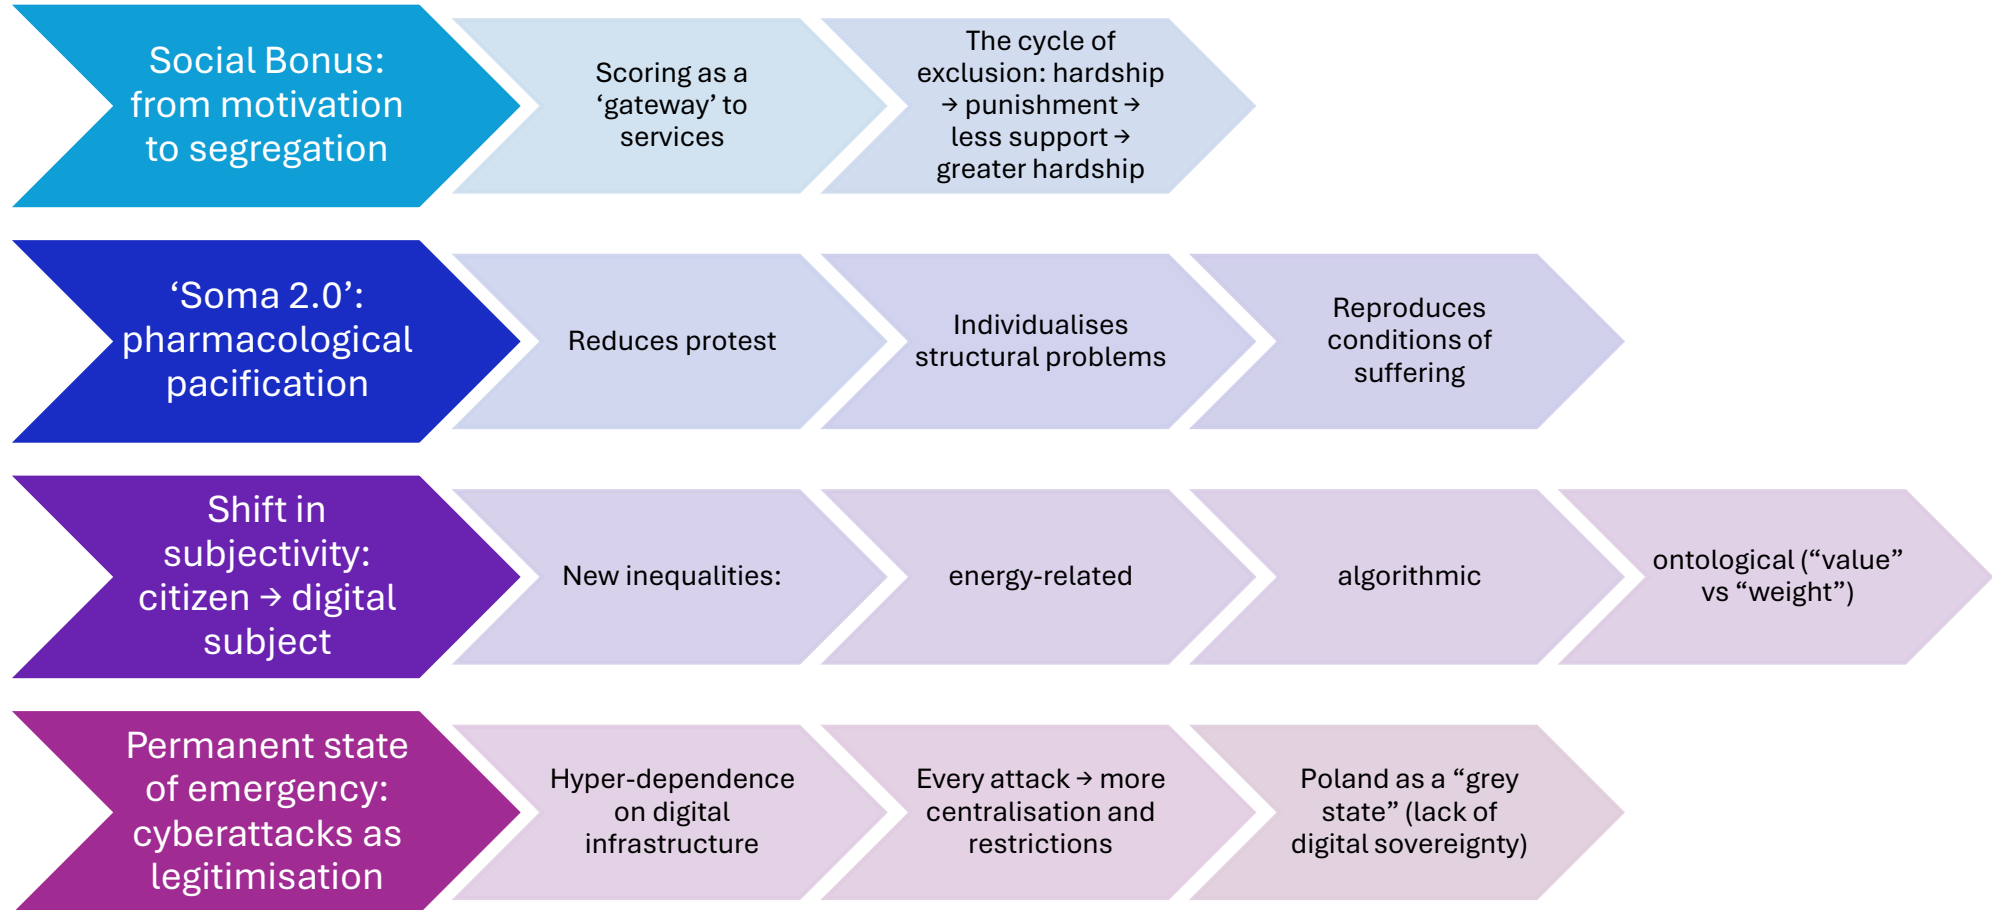 Social Bonus:
from motivation
to segregation
Scoring as a
‘gateway’ to
services
The cycle of
exclusion: hardship
→ punishment →
less support →
greater hardship
‘Soma 2.0’:
pharmacological
pacification
Reduces protest
Individualises
structural problems
Reproduces
conditions of
suffering
Shift in
subjectivity:
citizen → digital
subject
New inequalities:
energy-related
algorithmic
ontological (“value”
vs “weight”)
Permanent state
of emergency:
cyberattacks as
legitimisation
Hyper-dependence
on digital
infrastructure
Every attack → more
centralisation and
restrictions
Poland as a “grey
state” (lack of
digital sovereignty)